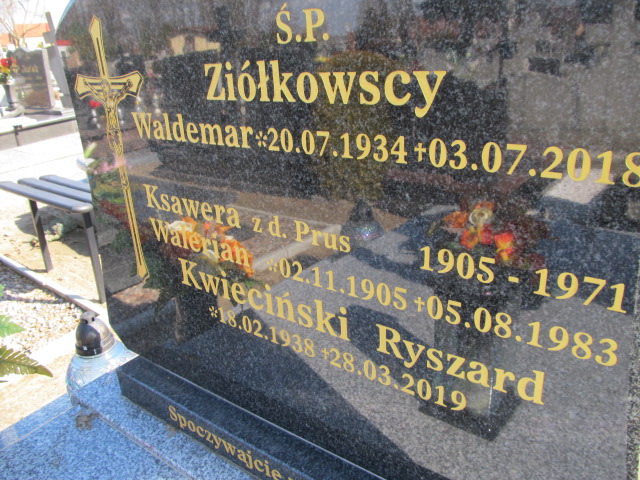 Ś.P.
Ziółkowscy
Waldemar *20.07.1934 +03.07.2018
Ksawera z d. Prus 1905 - 1971
Walerian *02.11.1905 +05.08.1983
Kwięciński Ryszard
*18.02.1938 +28.03.2019
Spoczywajcie